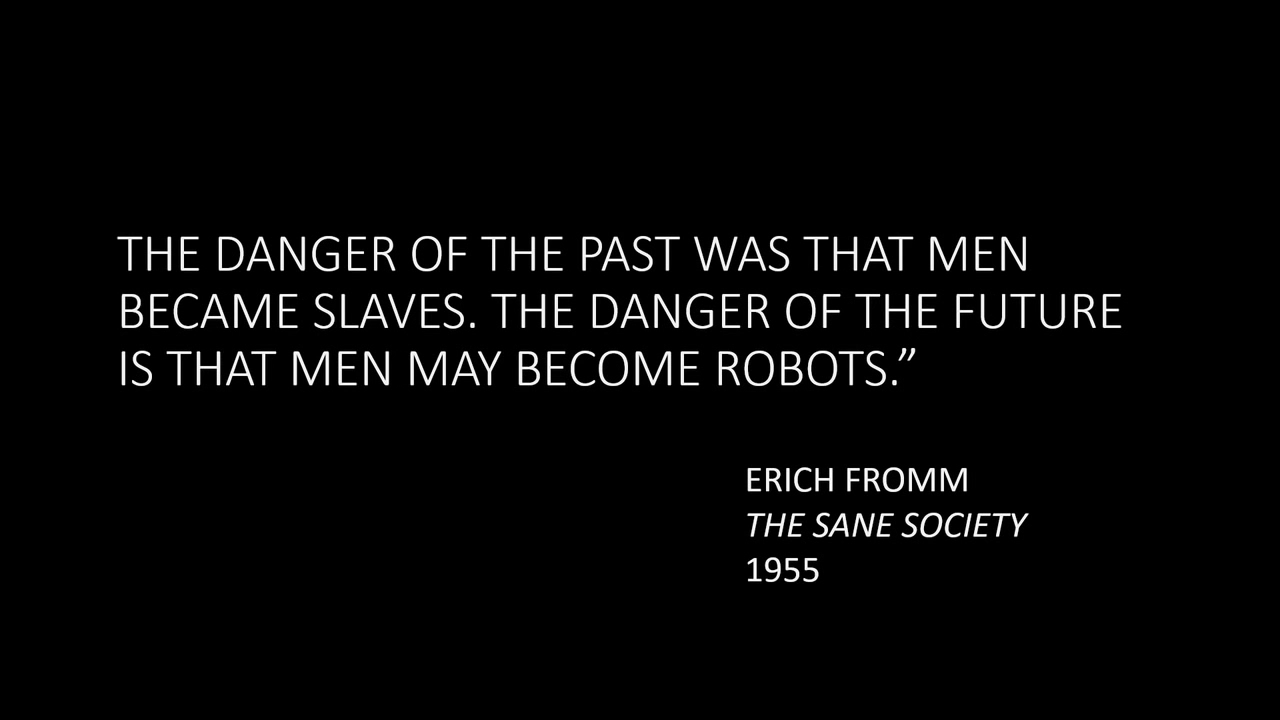 THE DANGER OF THE PAST WAS THAT MEN
BECAME SLAVES. THE DANGER OF THE FUTURE
IS THAT MEN MAY BECOME ROBOTS.”
ERICH FROMM
THE SANE SOCIETY
1955